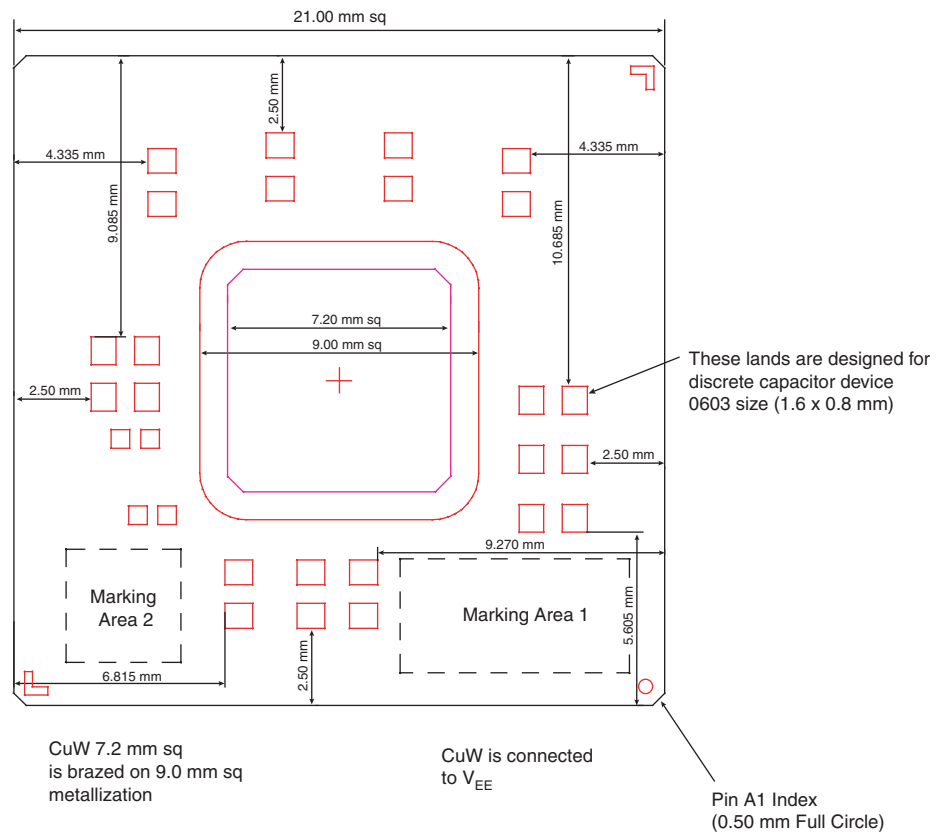 21.00 mm sq
2.50 mm
4.335 mm
4.335 mm
9.085 mm
10.685 mm
7.20 mm sq
9.00 mm sq
These lands are designed for
discrete capacitor device
0603 size (1.6 x 0.8 mm)
2.50 mm
2.50 mm
9.270 mm
Marking
Area 2
Marking Area 1
5.605 mm
2.50 mm
6.815 mm
CuW 7.2 mm sq
is brazed on 9.0 mm sq
metallization
CuW is connected
to VEE
Pin A1 Index
(0.50 mm Full Circle)